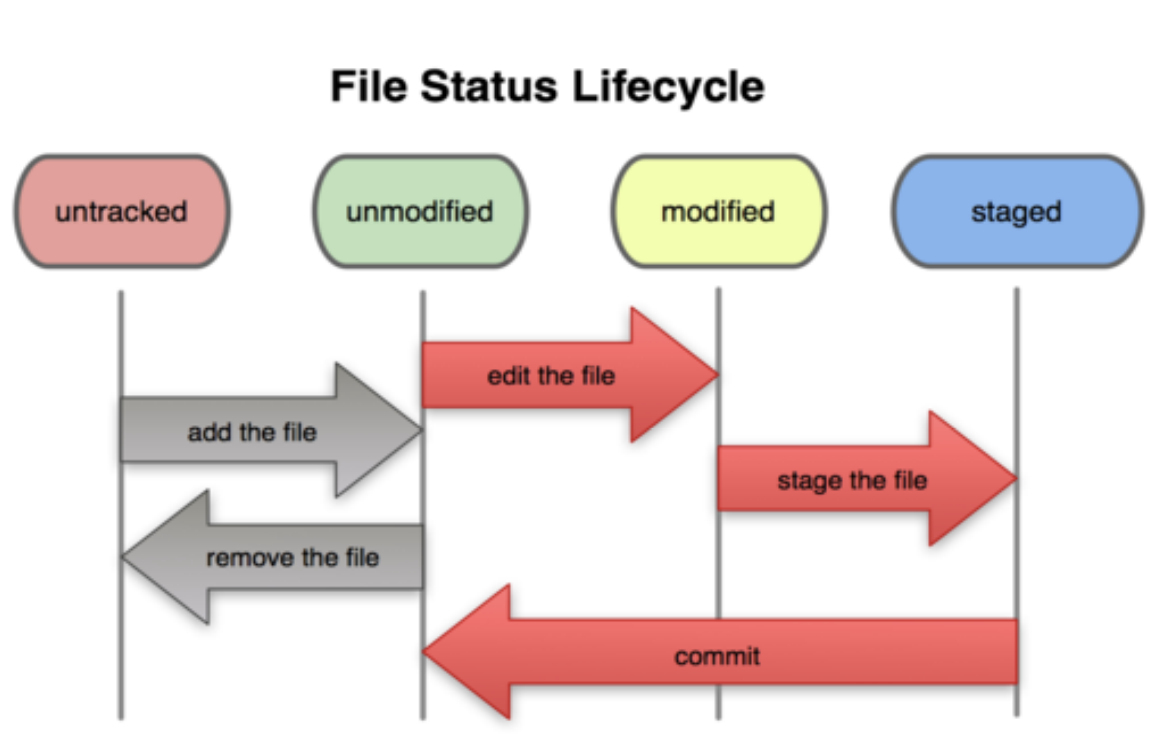 File Status Lifecycle
untracked
unmodified
modified
staged
edit the file
add the file
stage the file
remove the file
commit